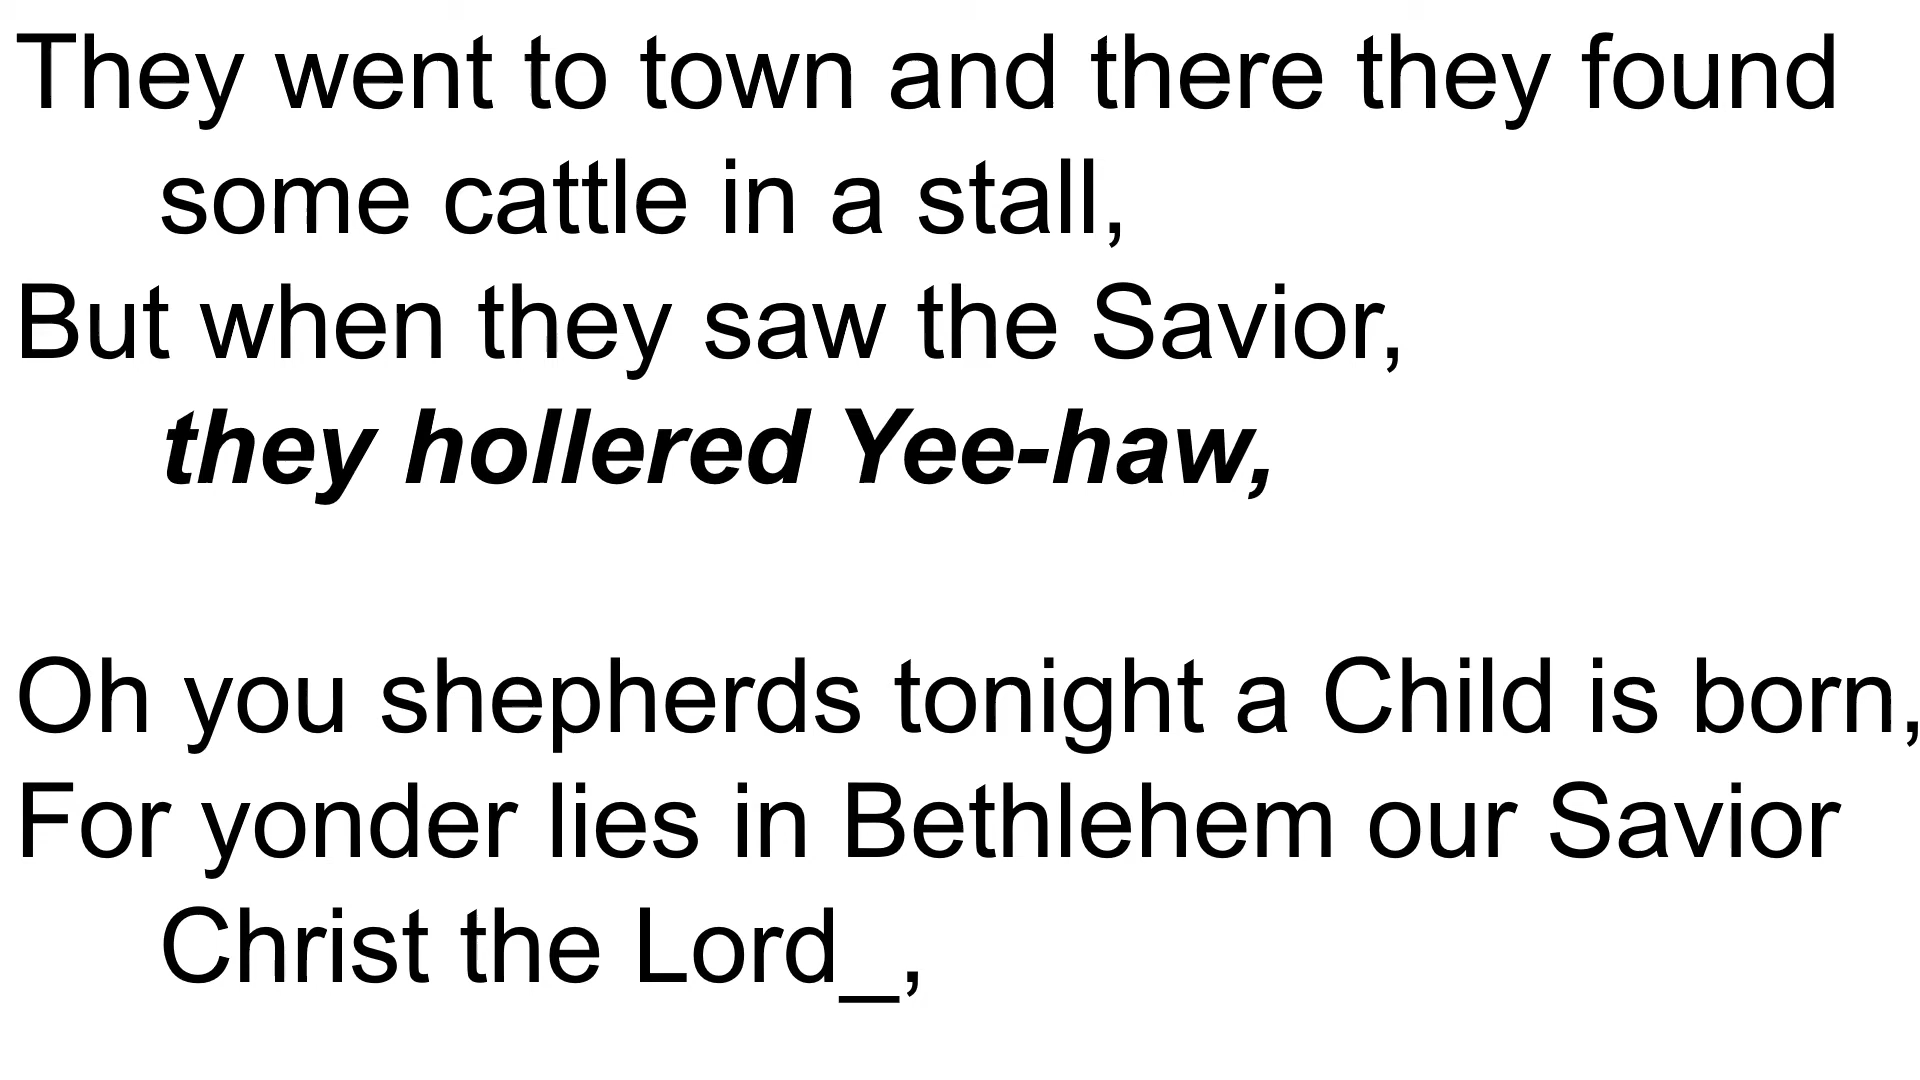 They went to town and there they found
some cattle in a stall,
But when they saw the Savior,
they hollered Yee-haw,
Oh you shepherds tonight a Child is born,
For yonder lies in Bethlehem our Savior
Christ the Lord_,